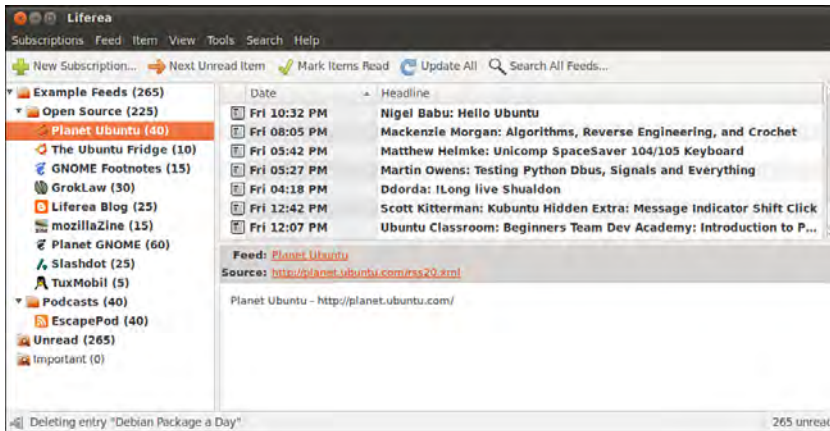 Liferea
Subscriptions Feed Item View Tools Search Help
New Subscription... Next Unread Item Mark Items Read Update All Search All Feeds...
Example Feeds (265)
Open Source (225)
Planet Ubuntu (40)
The Ubuntu Fridge (10)
GNOME Footnotes (15)
GrokLaw (30)
Liferea Blog (25)
mozillaZine (15)
Planet GNOME (60)
Slashdot (25)
TuxMobil (5)
Podcasts (40)
EscapePod (40)
Unread (265)
Important (0)
Date Headline
Fri 10:32 PM Nigel Babu: Hello Ubuntu
Fri 08:05 PM Mackenzie Morgan: Algorithms, Reverse Engineering, and Crochet
Fri 05:42 PM Matthew Helmke: Unicomp SpaceSaver 104/105 Keyboard
Fri 05:27 PM Martin Owens: Testing Python Dbus, Signals and Everything
Fri 04:18 PM Ddorda: !Long live Shualdon
Fri 12:42 PM Scott Kitterman: Kubuntu Hidden Extra: Message Indicator Shift Click
Fri 12:07 PM Ubuntu Classroom: Beginners Team Dev Academy: Introduction to P...
Feed: Planet Ubuntu
Source: http://planet.ubuntu.com/rss20.xml
Planet Ubuntu - http://planet.ubuntu.com/
Deleting entry "Debian Package a Day"
265 unread